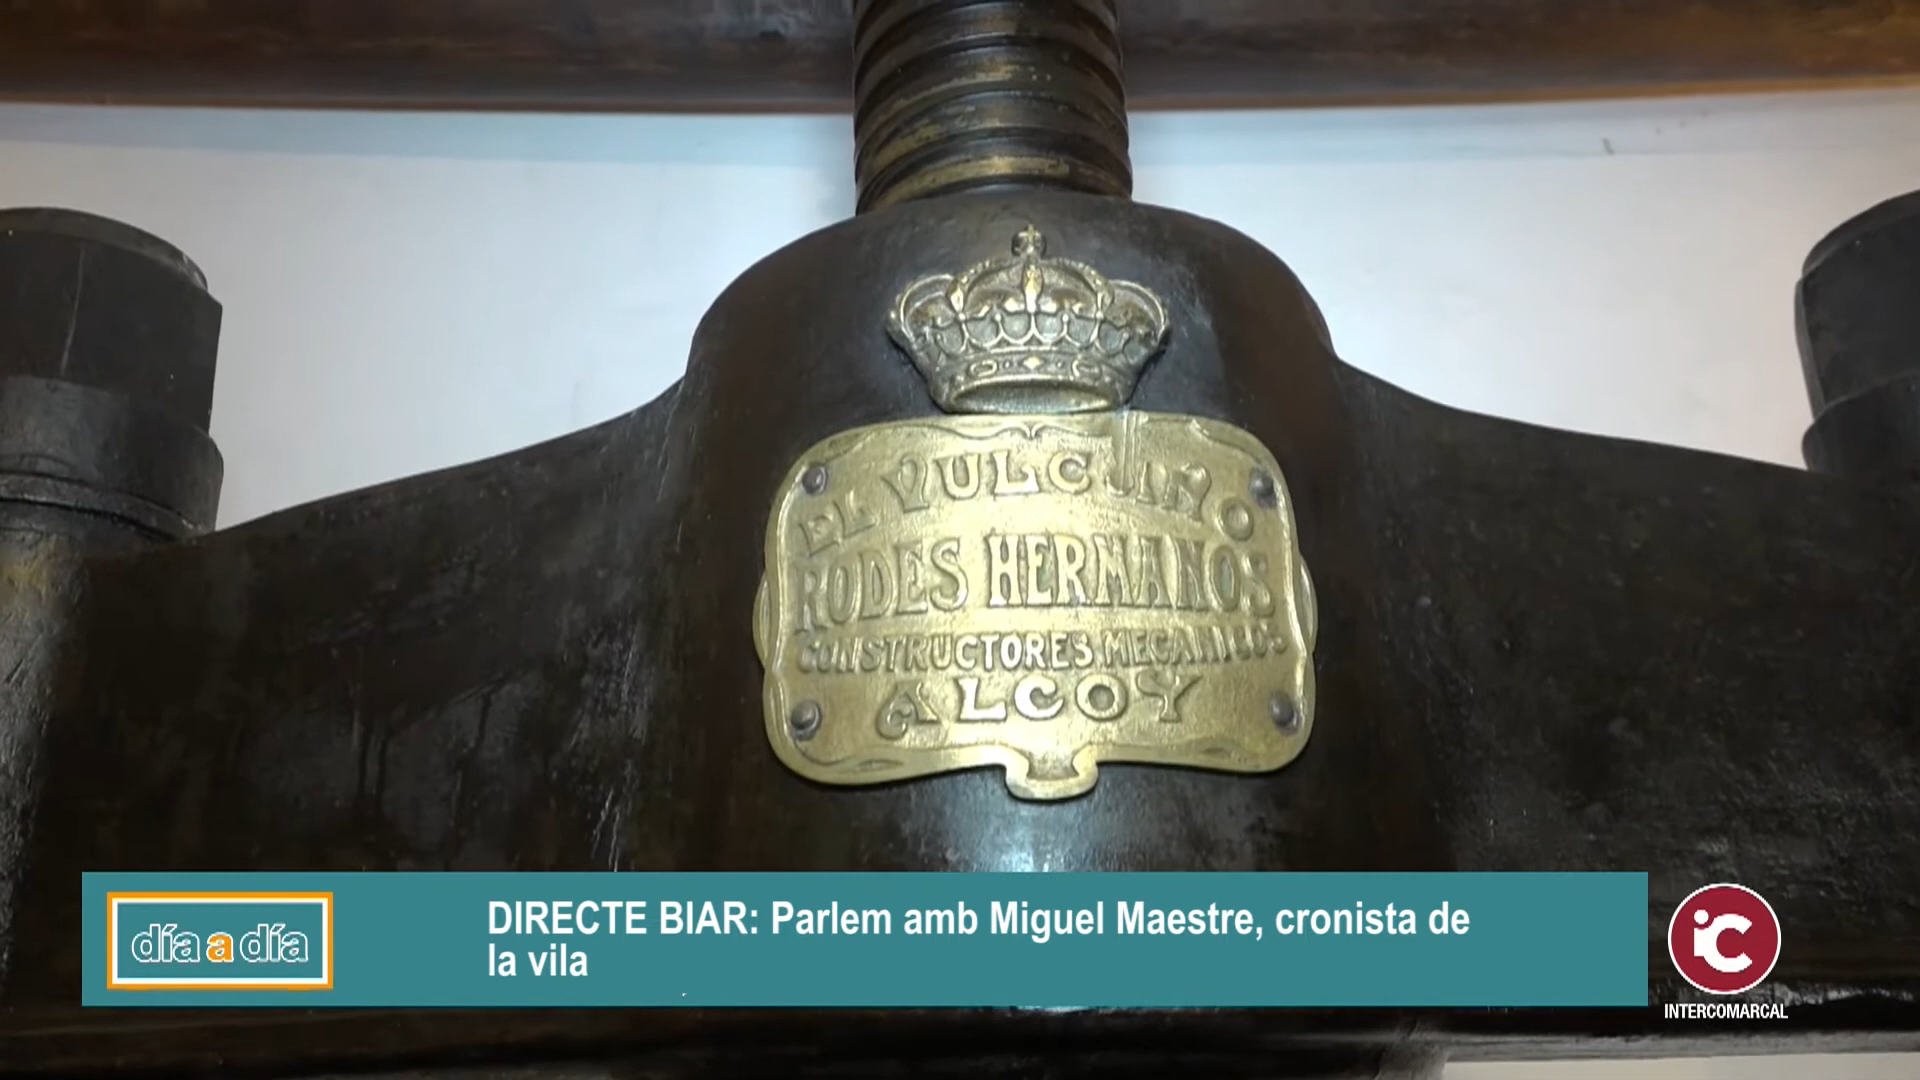 EL VULCANO
RODES HERMANOS
CONSTRUCTORES MECANICOS
ALCOY
día a día
DIRECTE BIAR: Parlem amb Miguel Maestre, cronista de
la vila
iC
INTERCOMARCAL